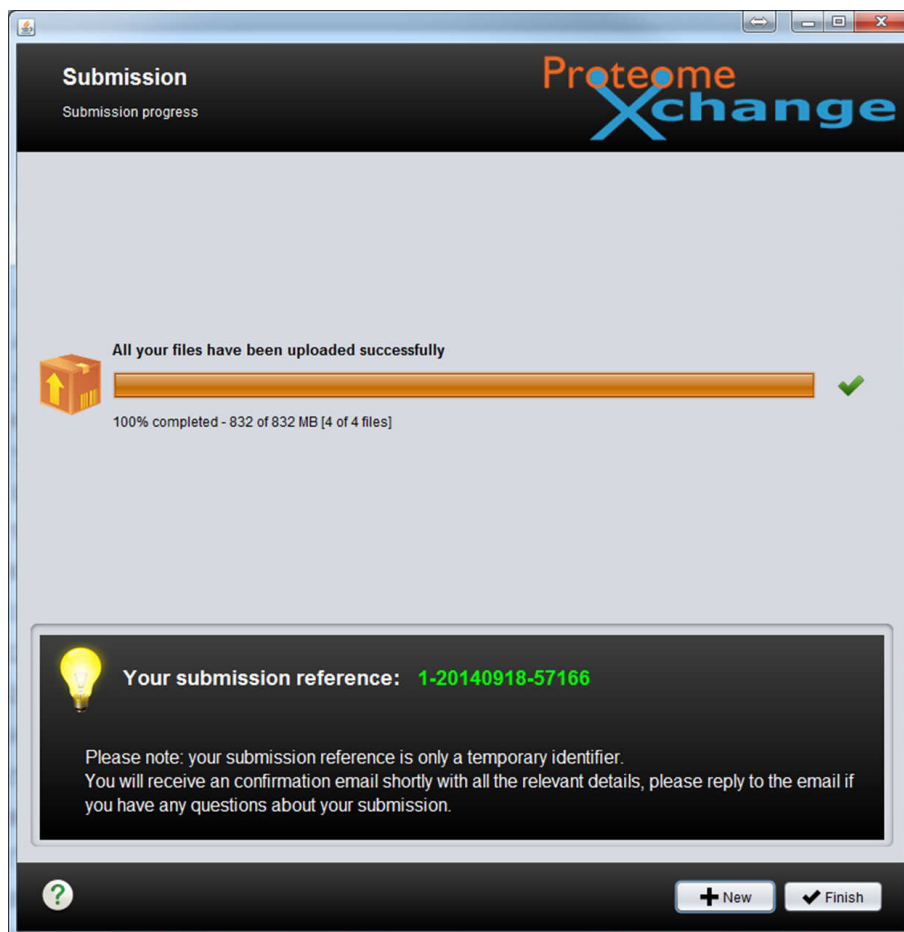 Submission
Submission progress
Proteome
Xchange
All your files have been uploaded successfully
100% completed - 832 of 832 MB [4 of 4 files]
Your submission reference: 1-20140918-57166
Please note: your submission reference is only a temporary identifier.
You will receive an confirmation email shortly with all the relevant details, please reply to the email if
you have any questions about your submission.
?
New
Finish